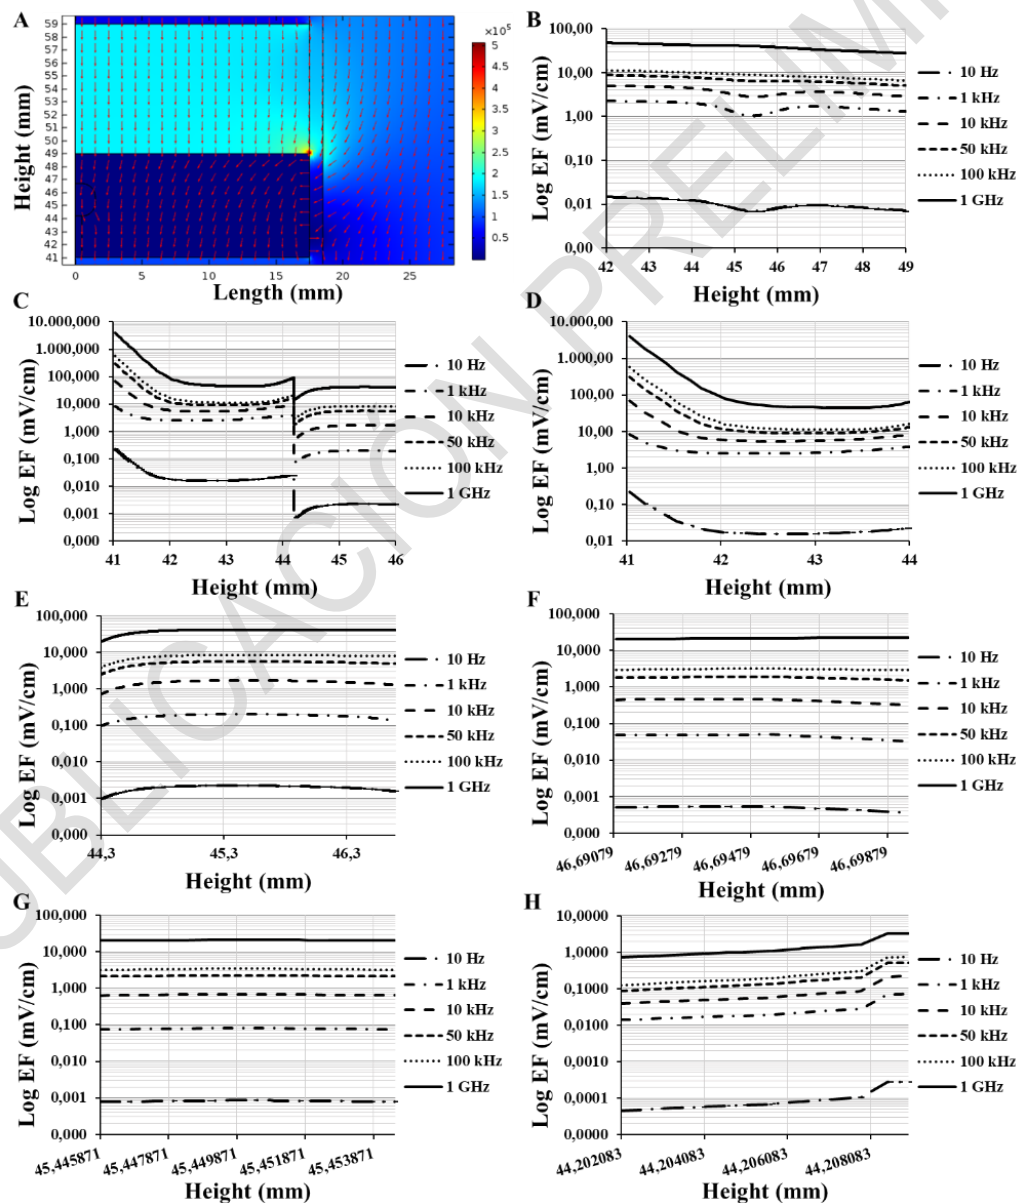 A
59
58
57
56
55
54
53
52
51
50
49
48
47
46
45
44
43
42
41
Height (mm)
0
5
10
15
20
25
Length (mm)
×10⁵
5
4.5
4
3.5
3
2.5
2
1.5
1
0.5
B
100,00
10,00
1,00
0,10
0,01
0,00
Log EF (mV/cm)
42
43
44
45
46
47
48
49
Height (mm)
10 Hz
1 kHz
10 kHz
50 kHz
100 kHz
1 GHz
C
10.000,000
1.000,000
100,000
10,000
1,000
0,100
0,010
0,001
0,000
Log EF (mV/cm)
41
42
43
44
45
46
Height (mm)
10 Hz
1 kHz
10 kHz
50 kHz
100 kHz
1 GHz
D
10.000,00
1.000,00
100,00
10,00
1,00
0,10
0,01
Log EF (mV/cm)
41
42
43
44
Height (mm)
10 Hz
1 kHz
10 kHz
50 kHz
100 kHz
1 GHz
E
100,000
10,000
1,000
0,100
0,010
0,001
0,000
Log EF (mV/cm)
44,3
45,3
46,3
Height (mm)
10 Hz
1 kHz
10 kHz
50 kHz
100 kHz
1 GHz
F
100,000
10,000
1,000
0,100
0,010
0,001
0,000
Log EF (mV/cm)
46,69079
46,69279
46,69479
46,69679
46,69879
Height (mm)
10 Hz
1 kHz
10 kHz
50 kHz
100 kHz
1 GHz
G
100,000
10,000
1,000
0,100
0,010
0,001
0,000
Log EF (mV/cm)
45,445871
45,447871
45,449871
45,451871
45,453871
Height (mm)
10 Hz
1 kHz
10 kHz
50 kHz
100 kHz
1 GHz
H
10,0000
1,0000
0,1000
0,0100
0,0010
0,0001
0,0000
Log EF (mV/cm)
44,202083
44,204083
44,206083
44,208083
Height (mm)
10 Hz
1 kHz
10 kHz
50 kHz
100 kHz
1 GHz
UBLICACION PRELIMI